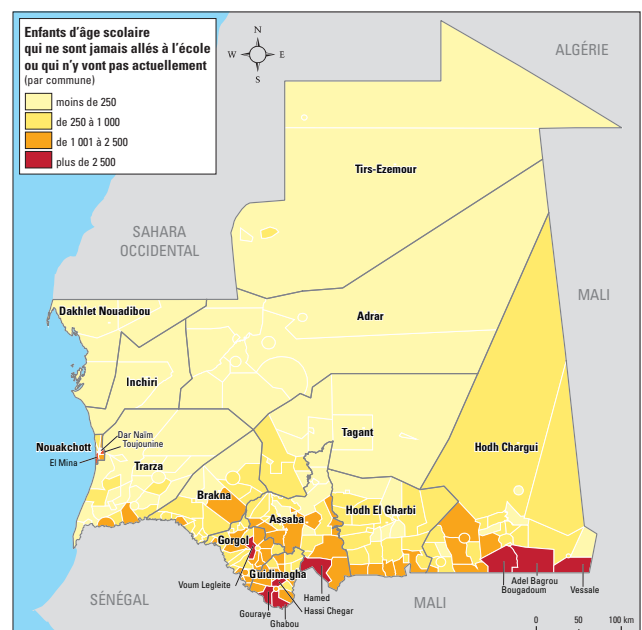 Enfants d'âge scolaire
qui ne sont jamais allés à l'école
ou qui n'y vont pas actuellement
(par commune)
moins de 250
de 250 à 1 000
de 1 001 à 2 500
plus de 2 500
N
W
E
S
ALGÉRIE
Tirs-Ezemour
SAHARA
OCCIDENTAL
MALI
Dakhlet Nouadibou
Adrar
Inchiri
Tagant
Hodh Chargui
Nouakchott
Dar Naïm
Toujounine
El Mina
Trarza
Brakna
Assaba
Hodh El Gharbi
Gorgol
Guidimagha
Voum Legleite
Gouraye
Ghabou
Hassi Chegar
Hamed
Adel Bagrou
Bougadoum
Vessale
SÉNÉGAL
MALI
0
50
100 km